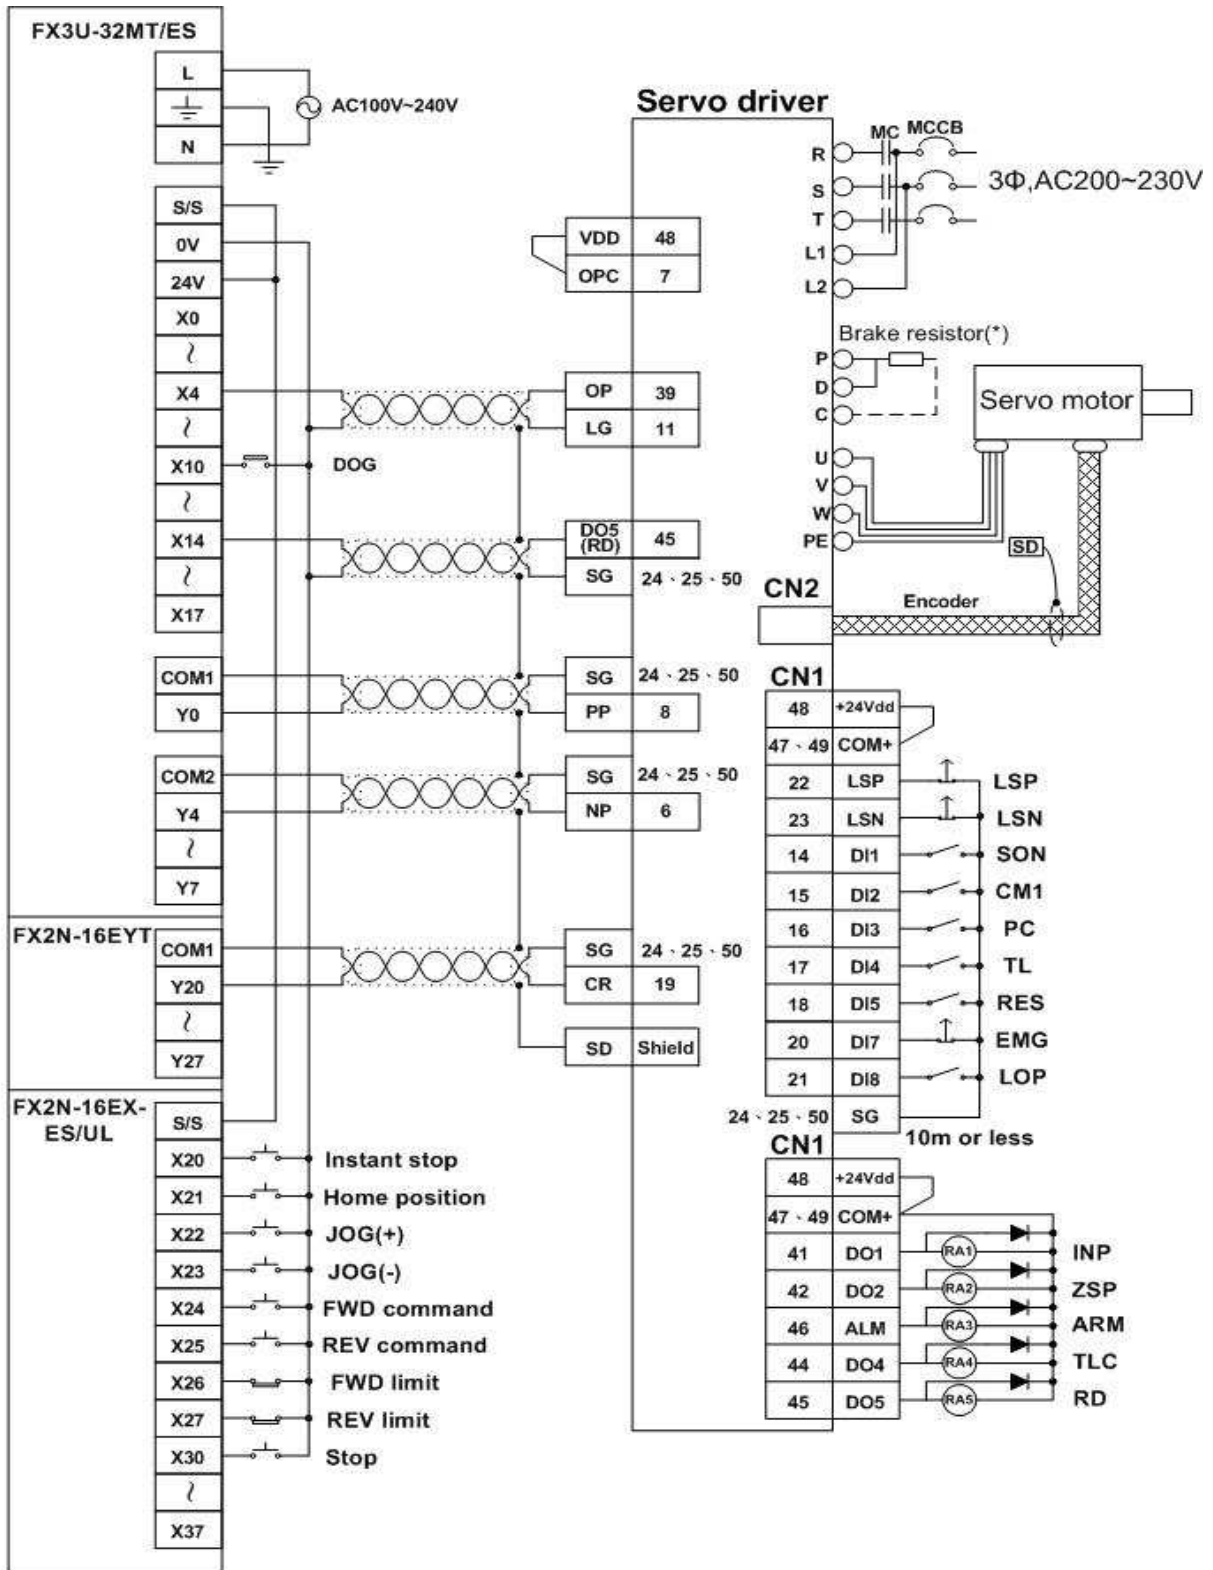 FX3U-32MT/ES
L
N
AC100V~240V
S/S
0V
24V
X0
~
X4
~
X10
DOG
~
X14
~
X17
COM1
Y0
COM2
Y4
~
Y7
FX2N-16EYT
COM1
Y20
~
Y27
FX2N-16EX-
ES/UL
S/S
X20 Instant stop
X21 Home position
X22 JOG(+)
X23 JOG(-)
X24 FWD command
X25 REV command
X26 FWD limit
X27 REV limit
X30 Stop
~
X37
Servo driver
VDD 48
OPC 7
OP 39
LG 11
DO5
(RD) 45
SG 24、25、50
SG 24、25、50
PP 8
SG 24、25、50
NP 6
SG 24、25、50
CR 19
SD Shield
MC MCCB
R
S
T
L1
L2
3Φ,AC200~230V
Brake resistor(*)
P
D
C
Servo motor
U
V
W
PE
SD
CN2
Encoder
CN1
48 +24Vdd
47、49 COM+
22 LSP LSP
23 LSN LSN
14 DI1 SON
15 DI2 CM1
16 DI3 PC
17 DI4 TL
18 DI5 RES
20 DI7 EMG
21 DI8 LOP
24、25、50 SG
10m or less
CN1
48 +24Vdd
47、49 COM+
41 DO1 RA1 INP
42 DO2 RA2 ZSP
46 ALM RA3 ARM
44 DO4 RA4 TLC
45 DO5 RA5 RD